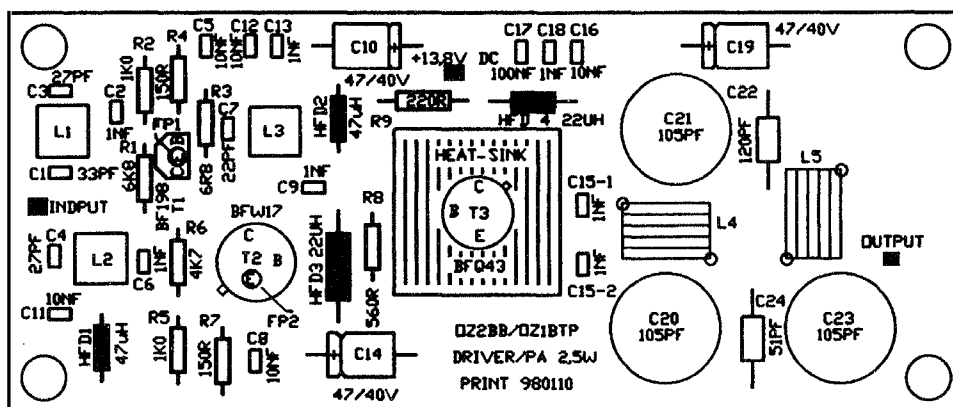 C5
10NF
C12
10NF
C13
1NF
R2
1K0
R4
150R
C10
47/40V
+13,8V DC
C17
100NF
C18
1NF
C16
10NF
C19
47/40V
27PF
C3
C2
1NF
L1
FP1
R3
6R8
C7
22PF
L3
HFD2
47uH
R9
220R
HFD 4 22UH
C21
105PF
C22
120PF
L5
R1
6K8
B
C
E
BF198
T1
C1
33PF
C9
1NF
HEAT-SINK
C
B T3
E
BFQ43
C15-1
1NF
L4
INDPUT
BFW17
C
T2 B
E
R6
4K7
HFD3 22UH
R8
560R
OUTPUT
C4
27PF
L2
C6
1NF
FP2
1NF
C15-2
10NF
C11
HFD1
47uH
R5
1K0
R7
150R
C8
10NF
C14
47/40V
OZ2BB/OZ1BTP
DRIVER/PA 2,5W
PRINT 980110
C20
105PF
C24
51PF
C23
105PF